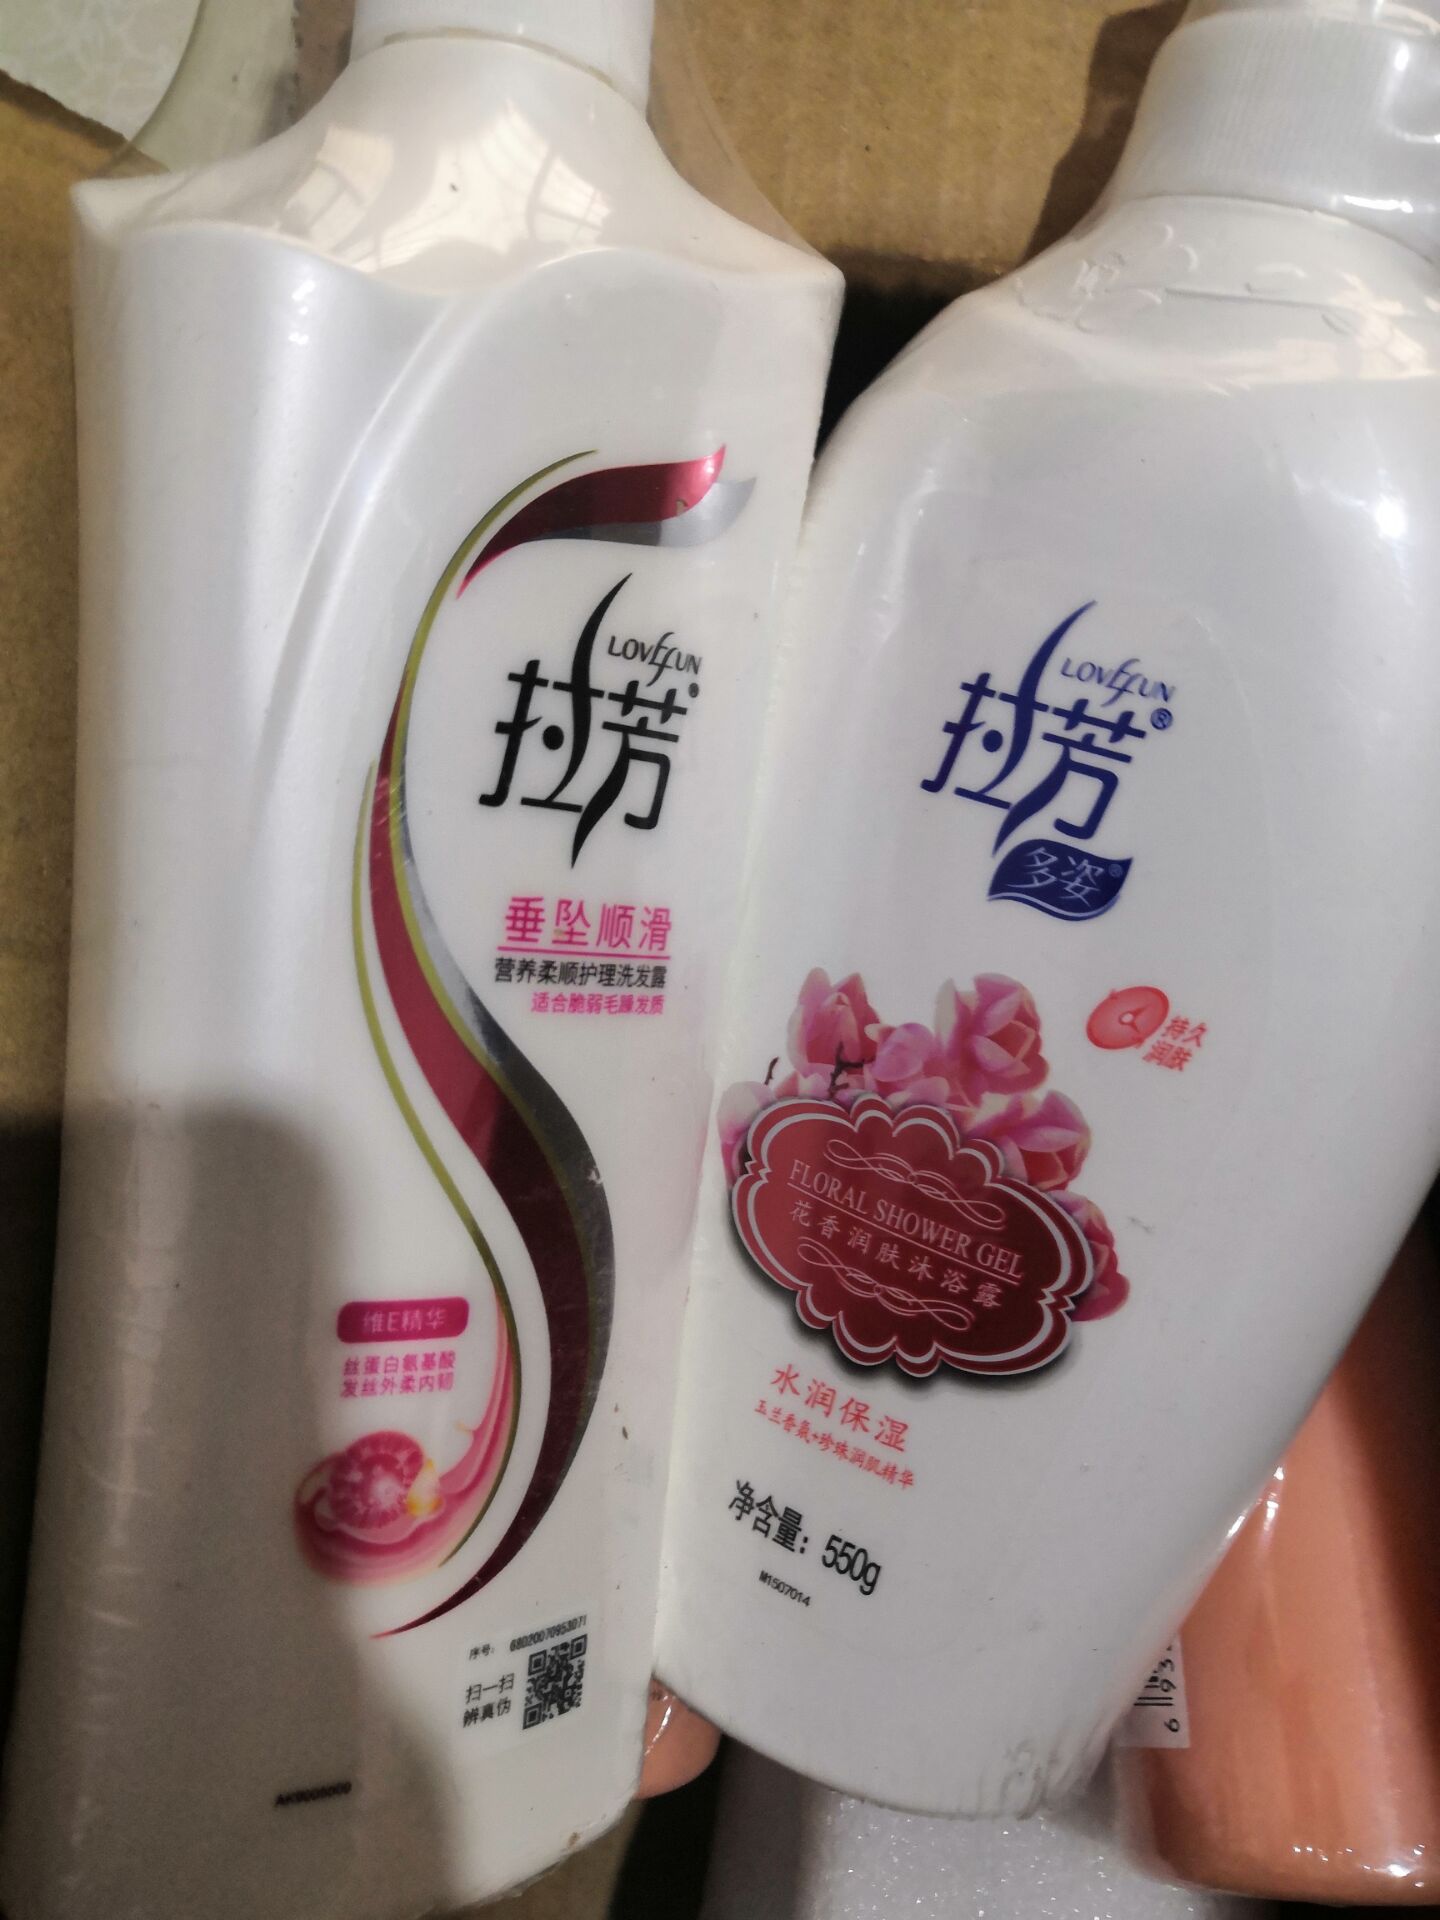 LOVEFUN
拉芳
垂坠顺滑
营养柔顺护理洗发露
适合脆弱毛躁发质
维E精华
丝蛋白氨基酸
发丝外柔内韧
序号: 68020070953071
扫一扫
辨真伪
LOVEFUN
拉芳®
多姿®
持久
润肤
FLORAL SHOWER GEL
花香润肤沐浴露
水润保湿
玉兰香氛+珍珠润肌精华
净含量: 550g
M1507014